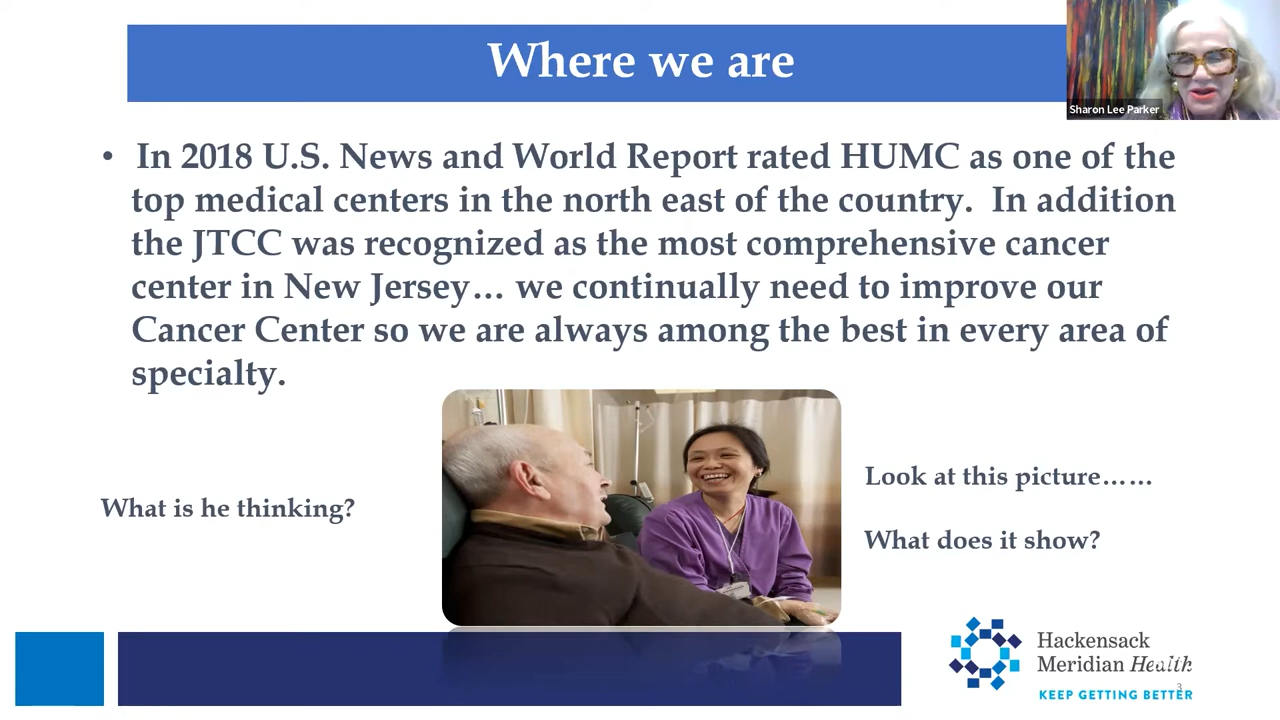 Where we are
Sharon Lee Parker
• In 2018 U.S. News and World Report rated HUMC as one of the
top medical centers in the north east of the country.  In addition
the JTCC was recognized as the most comprehensive cancer
center in New Jersey… we continually need to improve our
Cancer Center so we are always among the best in every area of
specialty.
What is he thinking?
Look at this picture……
What does it show?
Hackensack
Meridian Health
KEEP GETTING BETTER
3